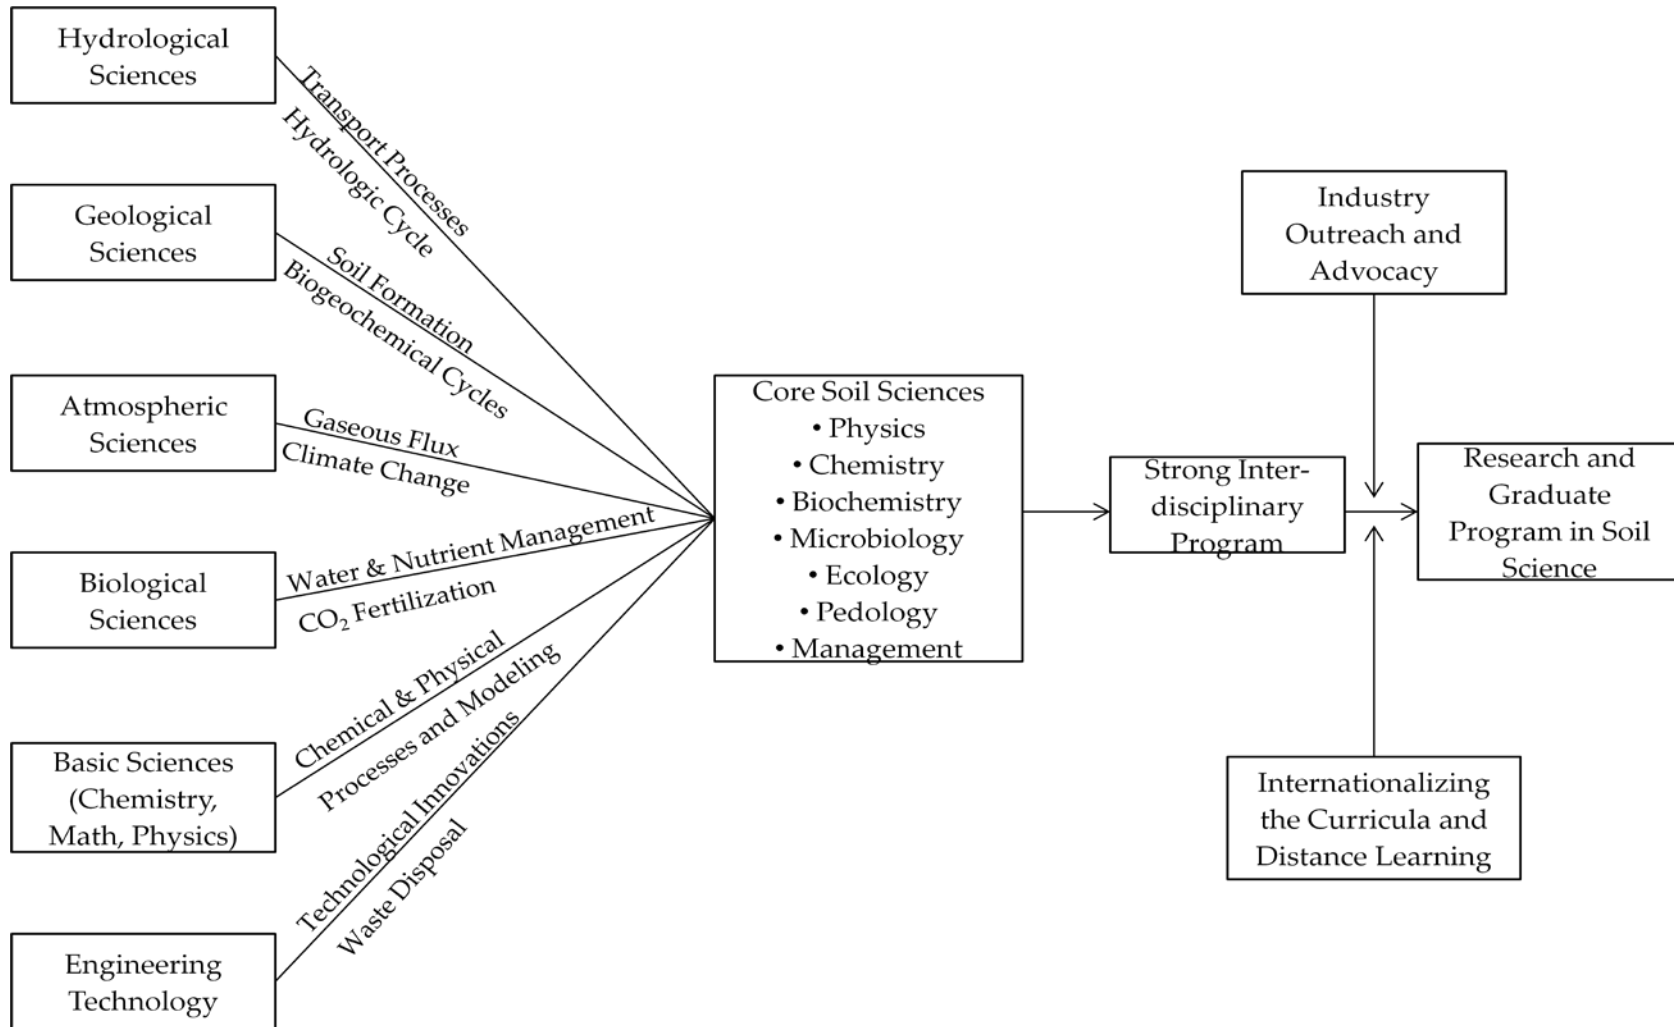 Hydrological
Sciences
Transport Processes
Hydrologic Cycle
Geological
Sciences
Soil Formation
Biogeochemical Cycles
Atmospheric
Sciences
Gaseous Flux
Climate Change
Biological
Sciences
Water & Nutrient Management
CO₂ Fertilization
Basic Sciences
(Chemistry,
Math, Physics)
Chemical & Physical
Processes and Modeling
Engineering
Technology
Technological Innovations
Waste Disposal
Core Soil Sciences
• Physics
• Chemistry
• Biochemistry
• Microbiology
• Ecology
• Pedology
• Management
Strong Inter-
disciplinary
Program
Industry
Outreach and
Advocacy
Research and
Graduate
Program in Soil
Science
Internationalizing
the Curricula and
Distance Learning